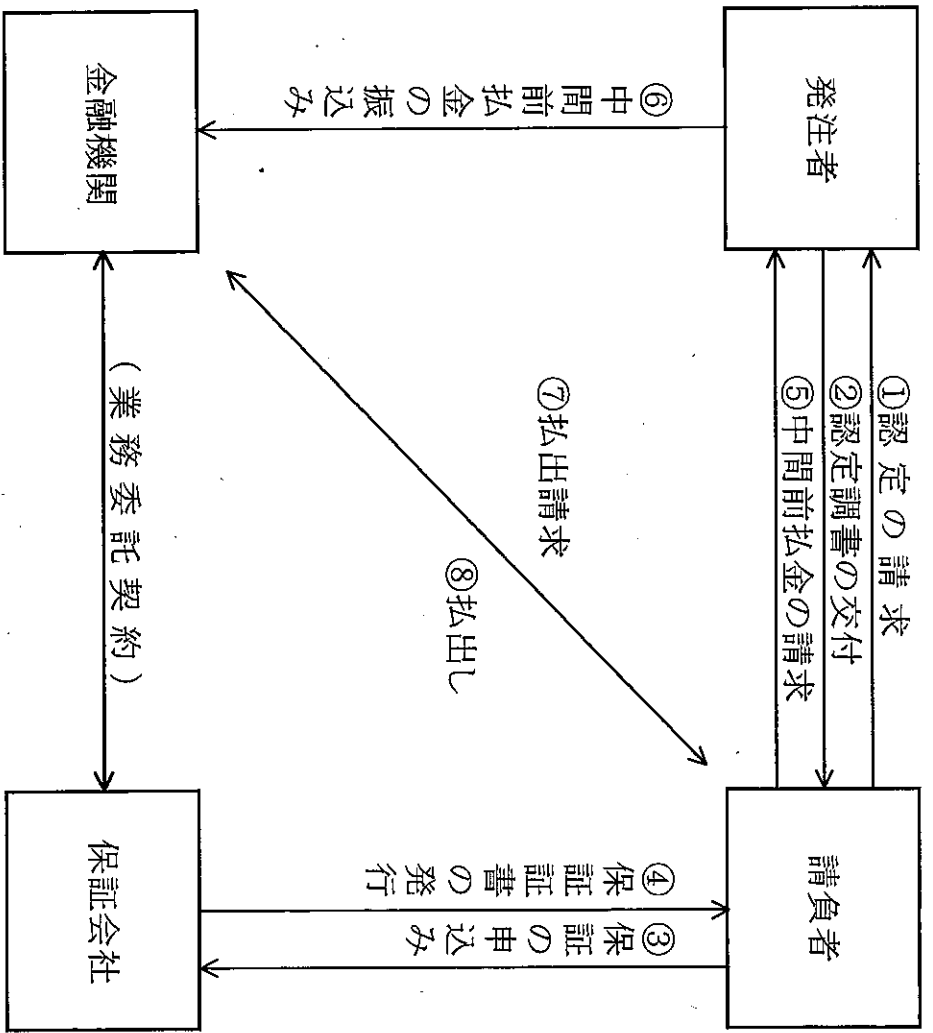 発注者
請負者
①認定の請求
②認定調書の交付
⑤中間前払金の請求
⑥中間前払金の振込み
⑦払出請求
⑧払出し
④保証証書の発行
③保証の申込み
金融機関
(業務委託契約)
保証会社